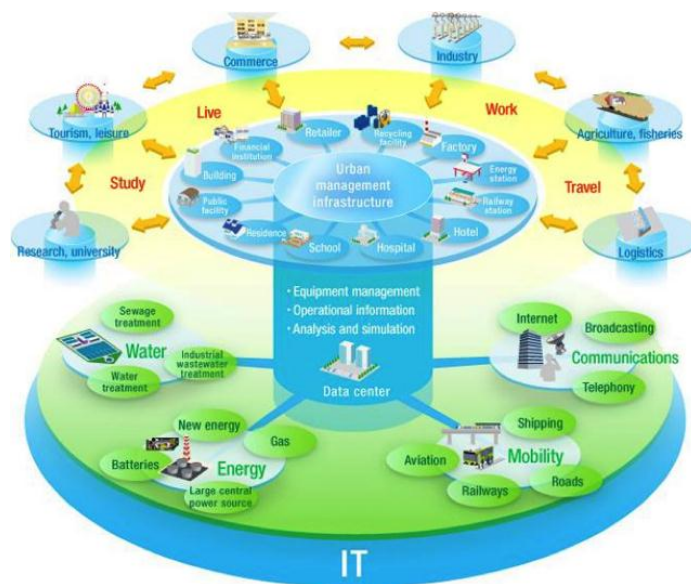 Commerce
Industry
Tourism, leisure
Live
Work
Agriculture, fisheries
Retailer
Recycling
facility
Financial
Institution
Factory
Building
Urban
management
infrastructure
Energy
station
Study
Travel
Public
facility
Railway
station
Residence
School
Hospital
Hotel
Research, university
Logistics
• Equipment management
• Operational information
• Analysis and simulation
Data center
Sewage
treatment
Water
Water
treatment
Industrial
wastewater
treatment
Internet
Broadcasting
Communications
Telephony
New energy
Gas
Batteries
Energy
Large central
power source
Shipping
Aviation
Mobility
Railways
Roads
IT